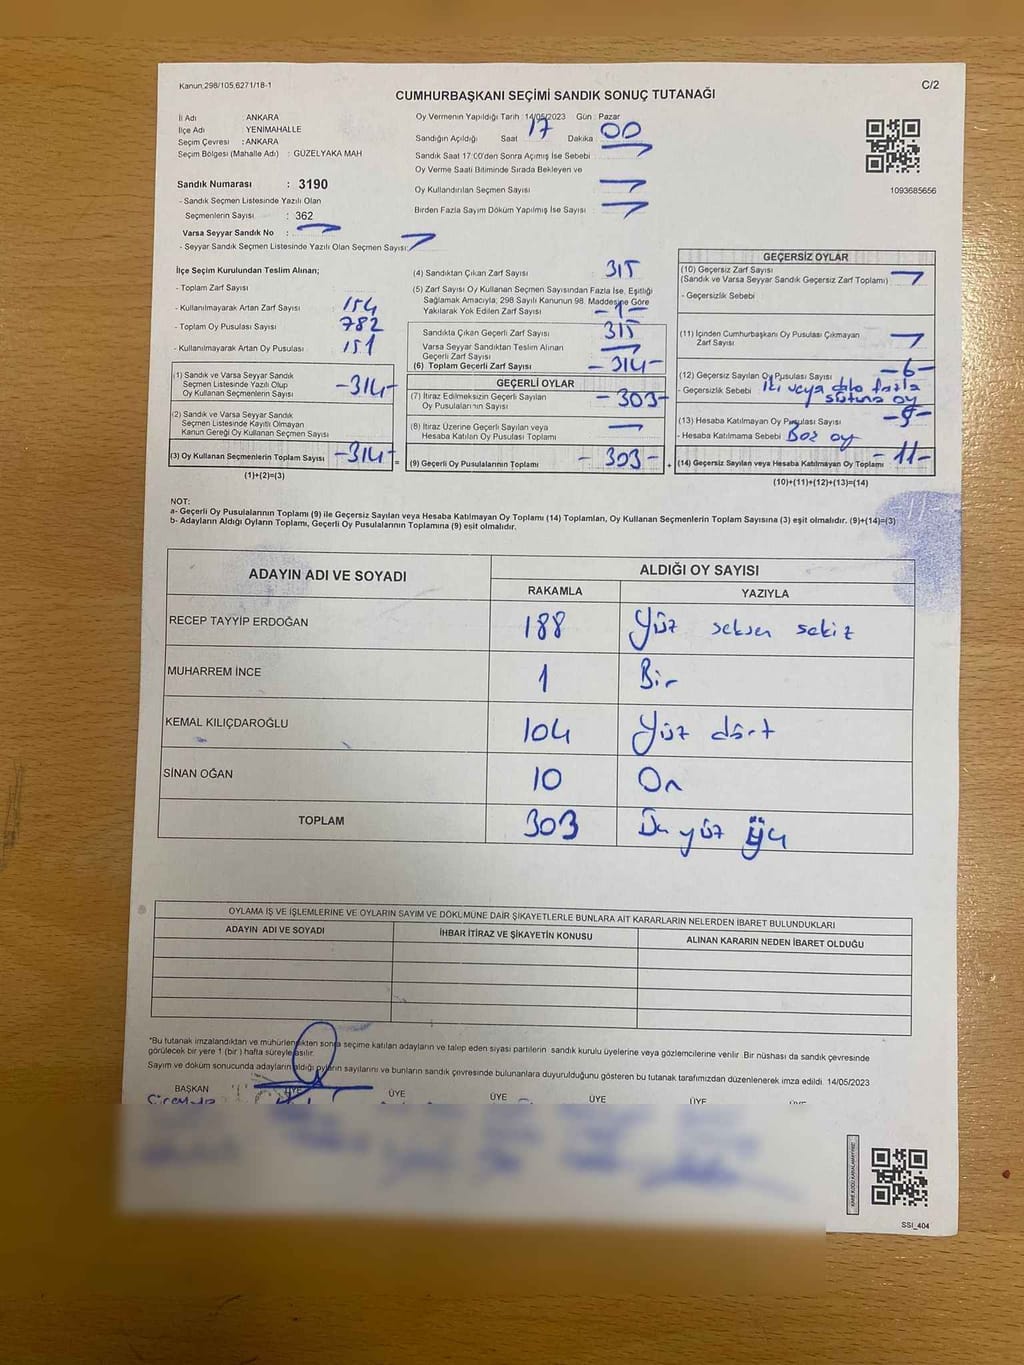 Kanun,298/105,6271/18-1
C/2
CUMHURBAŞKANI SEÇİMİ SANDIK SONUÇ TUTANAĞI
İl Adı ANKARA
İlçe Adı YENİMAHALLE
Seçim Çevresi : ANKARA
Seçim Bölgesi (Mahalle Adı) : GÜZELYAKA MAH
Sandık Numarası : 3190
- Sandık Seçmen Listesinde Yazılı Olan
Seçmenlerin Sayısı : 362
Varsa Seyyar Sandık No :
- Seyyar Sandık Seçmen Listesinde Yazılı Olan Seçmen Sayısı:
Oy Vermenin Yapıldığı Tarih : 14/05/2023 Gün : Pazar
Sandığın Açıldığı Saat 17 Dakika 00
Sandık Saat 17:00'den Sonra Açımış İse Sebebi
Oy Verme Saati Bitiminde Sırada Bekleyen ve
Oy Kullandırılan Seçmen Sayısı :
Birden Fazla Sayım Döküm Yapılmış İse Sayısı :
1093685656
İlçe Seçim Kurulundan Teslim Alınan;
- Toplam Zarf Sayısı :
- Kullanılmayarak Artan Zarf Sayısı : 154
- Toplam Oy Pusulası Sayısı : 782
- Kullanılmayarak Artan Oy Pusulası : 151
(1) Sandık ve Varsa Seyyar Sandık
Seçmen Listesinde Yazılı Olup
Oy Kullanan Seçmenlerin Sayısı -314-
(2) Sandık ve Varsa Seyyar Sandık
Seçmen Listesinde Kayıtlı Olmayan
Kanun Gereği Oy Kullanan Seçmen Sayısı
(3) Oy Kullanan Seçmenlerin Toplam Sayısı -314-
(1)+(2)=(3)
(4) Sandıktan Çıkan Zarf Sayısı 315
(5) Zarf Sayısı Oy Kullanan Seçmen Sayısından Fazla İse, Eşitliği
Sağlamak Amacıyla, 298 Sayılı Kanunun 98. Maddesine Göre
Yakılarak Yok Edilen Zarf Sayısı -1-
Sandıkta Çıkan Geçerli Zarf Sayısı 315
Varsa Seyyar Sandıktan Teslim Alınan
Geçerli Zarf Sayısı
(6) Toplam Geçerli Zarf Sayısı - 314-
GEÇERLİ OYLAR
(7) İtiraz Edilmeksizin Geçerli Sayılan
Oy Pusulalarının Sayısı - 303-
(8) İtiraz Üzerine Geçerli Sayılan veya
Hesaba Katılan Oy Pusulası Toplamı
(9) Geçerli Oy Pusulalarının Toplamı - 303-
GEÇERSİZ OYLAR
(10) Geçersiz Zarf Sayısı
(Sandık ve Varsa Seyyar Sandık Geçersiz Zarf Toplamı)
- Geçersizlik Sebebi
(11) İçinden Cumhurbaşkanı Oy Pusulası Çıkmayan
Zarf Sayısı
(12) Geçersiz Sayılan Oy Pusulası Sayısı -6-
- Geçersizlik Sebebi iki veya daha fazla
sütuna oy
(13) Hesaba Katılmayan Oy Pusulası Sayısı
- Hesaba Katılmama Sebebi Boş oy
(14) Geçersiz Sayılan veya Hesaba Katılmayan Oy Toplamı - 11-
(10)+(11)+(12)+(13)=(14)
NOT:
a- Geçerli Oy Pusulalarının Toplamı (9) ile Geçersiz Sayılan veya Hesaba Katılmayan Oy Toplamı (14) Toplamları, Oy Kullanan Seçmenlerin Toplam Sayısına (3) eşit olmalıdır. (9)+(14)=(3)
b- Adayların Aldığı Oyların Toplamı, Geçerli Oy Pusulalarının Toplamına (9) eşit olmalıdır.
ADAYIN ADI VE SOYADI ALDIĞI OY SAYISI
RAKAMLA YAZIYLA
RECEP TAYYİP ERDOĞAN 188 Yüz seksen sekiz
MUHARREM İNCE 1 Bir
KEMAL KILIÇDAROĞLU 104 Yüz dört
SİNAN OĞAN 10 On
TOPLAM 303 Üç yüz üç
OYLAMA İŞ VE İŞLEMLERİNE VE OYLARIN SAYIM VE DÖKÜMÜNE DAİR ŞİKAYETLERLE BUNLARA AİT KARARLARIN NELERDEN İBARET BULUNDUKLARI
ADAYIN ADI VE SOYADI İHBAR İTİRAZ VE ŞİKAYETİN KONUSU ALINAN KARARIN NEDEN İBARET OLDUĞU
*Bu tutanak imzalandıktan ve mühürlendikten sonra seçime katılan adayların ve talep eden siyasi partilerin sandık kurulu üyelerine veya gözlemcilerine verilir. Bir nüshası da sandık çevresinde
görülecek bir yere 1 (bir) hafta süreyle asılır.
Sayım ve döküm sonucunda adayların aldığı oyların sayılarını ve bunların sandık çevresinde bulunanlara duyurulduğunu gösteren bu tutanak tarafımızdan düzenlenerek imza edildi. 14/05/2023
BAŞKAN ÜYE ÜYE ÜYE ÜYE ÜYE
SSI_404